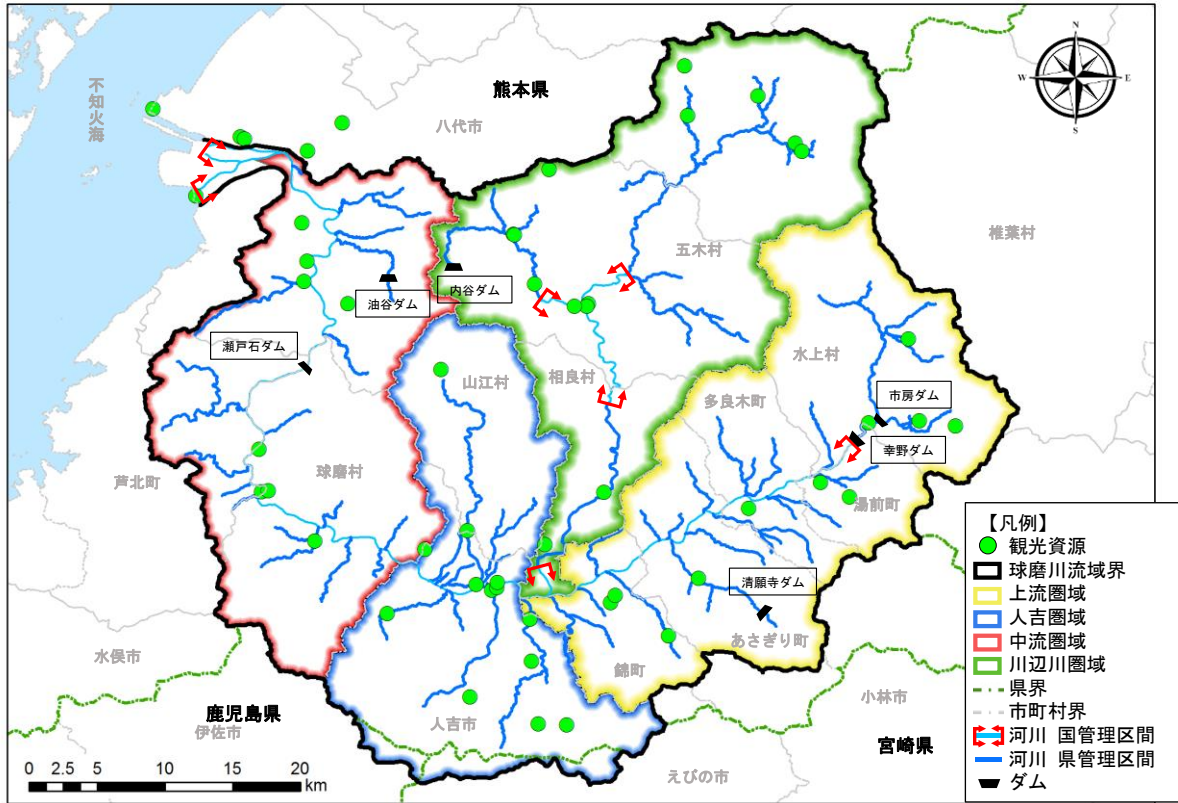 N
W
E
S
不知火海
熊本県
八代市
五木村
椎葉村
油谷ダム
内谷ダム
瀬戸石ダム
山江村
相良村
水上村
多良木町
市房ダム
幸野ダム
芦北町
球磨村
湯前町
清願寺ダム
あさぎり町
水俣市
錦町
小林市
鹿児島県
伊佐市
人吉市
宮崎県
えびの市
0 2.5 5 10 15 20
km
【凡例】
観光資源
球磨川流域界
上流圏域
人吉圏域
中流圏域
川辺川圏域
県界
市町村界
河川 国管理区間
河川 県管理区間
ダム